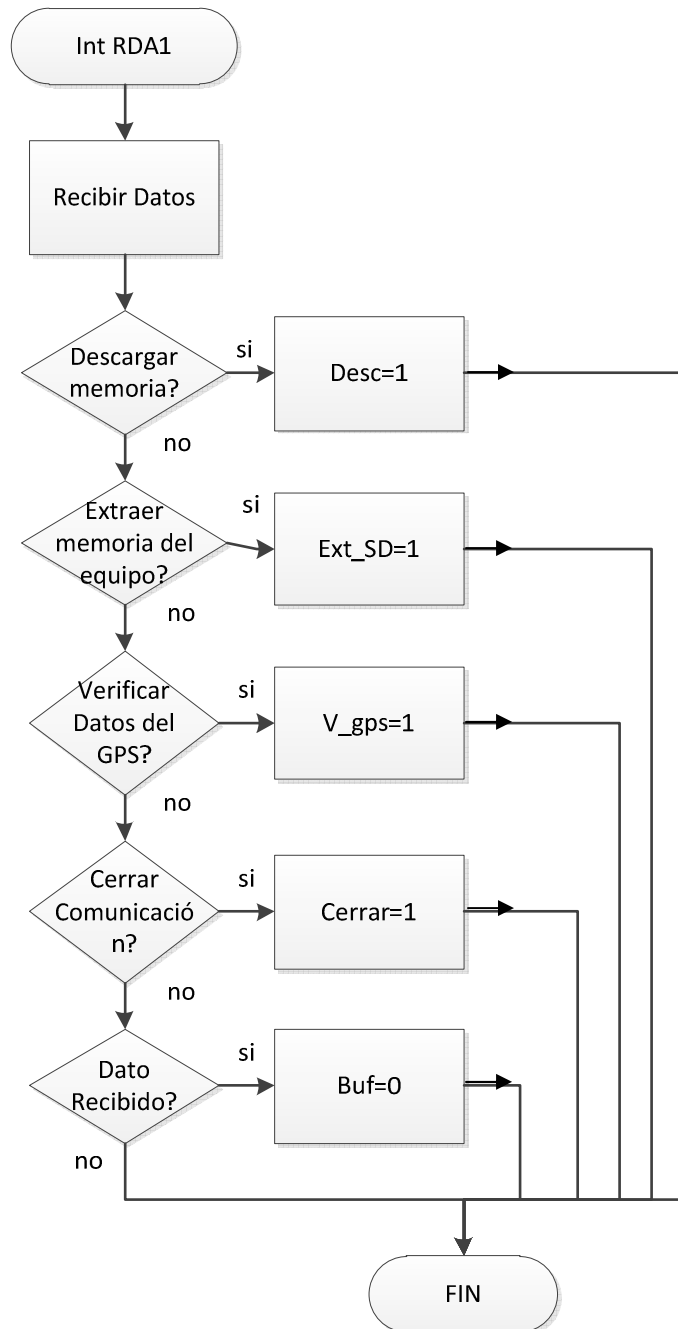 Int RDA1
Recibir Datos
Descargar
memoria?
si
Desc=1
no
Extraer
memoria del
equipo?
si
Ext_SD=1
no
Verificar
Datos del
GPS?
si
V_gps=1
no
Cerrar
Comunicació
n?
si
Cerrar=1
no
Dato
Recibido?
si
Buf=0
no
FIN